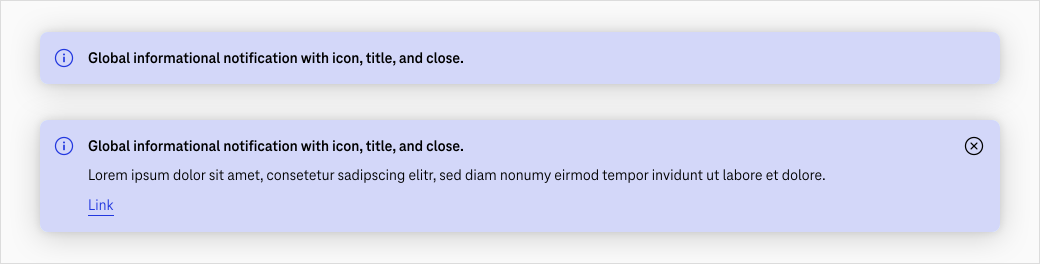 Global informational notification with icon, title, and close.
Global informational notification with icon, title, and close.
Lorem ipsum dolor sit amet, consetetur sadipscing elitr, sed diam nonumy eirmod tempor invidunt ut labore et dolore.
Link